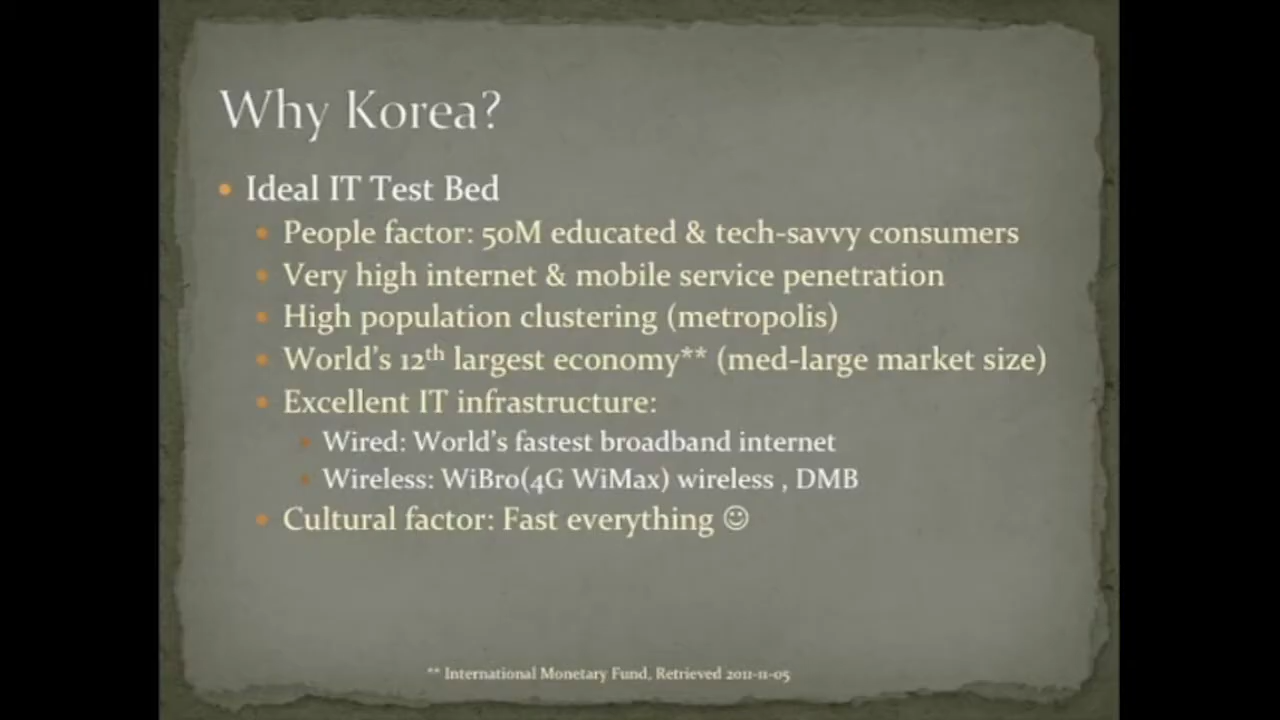 Why Korea?
• Ideal IT Test Bed
• People factor: 50M educated & tech-savvy consumers
• Very high internet & mobile service penetration
• High population clustering (metropolis)
• World's 12th largest economy** (med-large market size)
• Excellent IT infrastructure:
• Wired: World's fastest broadband internet
• Wireless: WiBro(4G WiMax) wireless , DMB
• Cultural factor: Fast everything ☺
** International Monetary Fund, Retrieved 2011-11-05